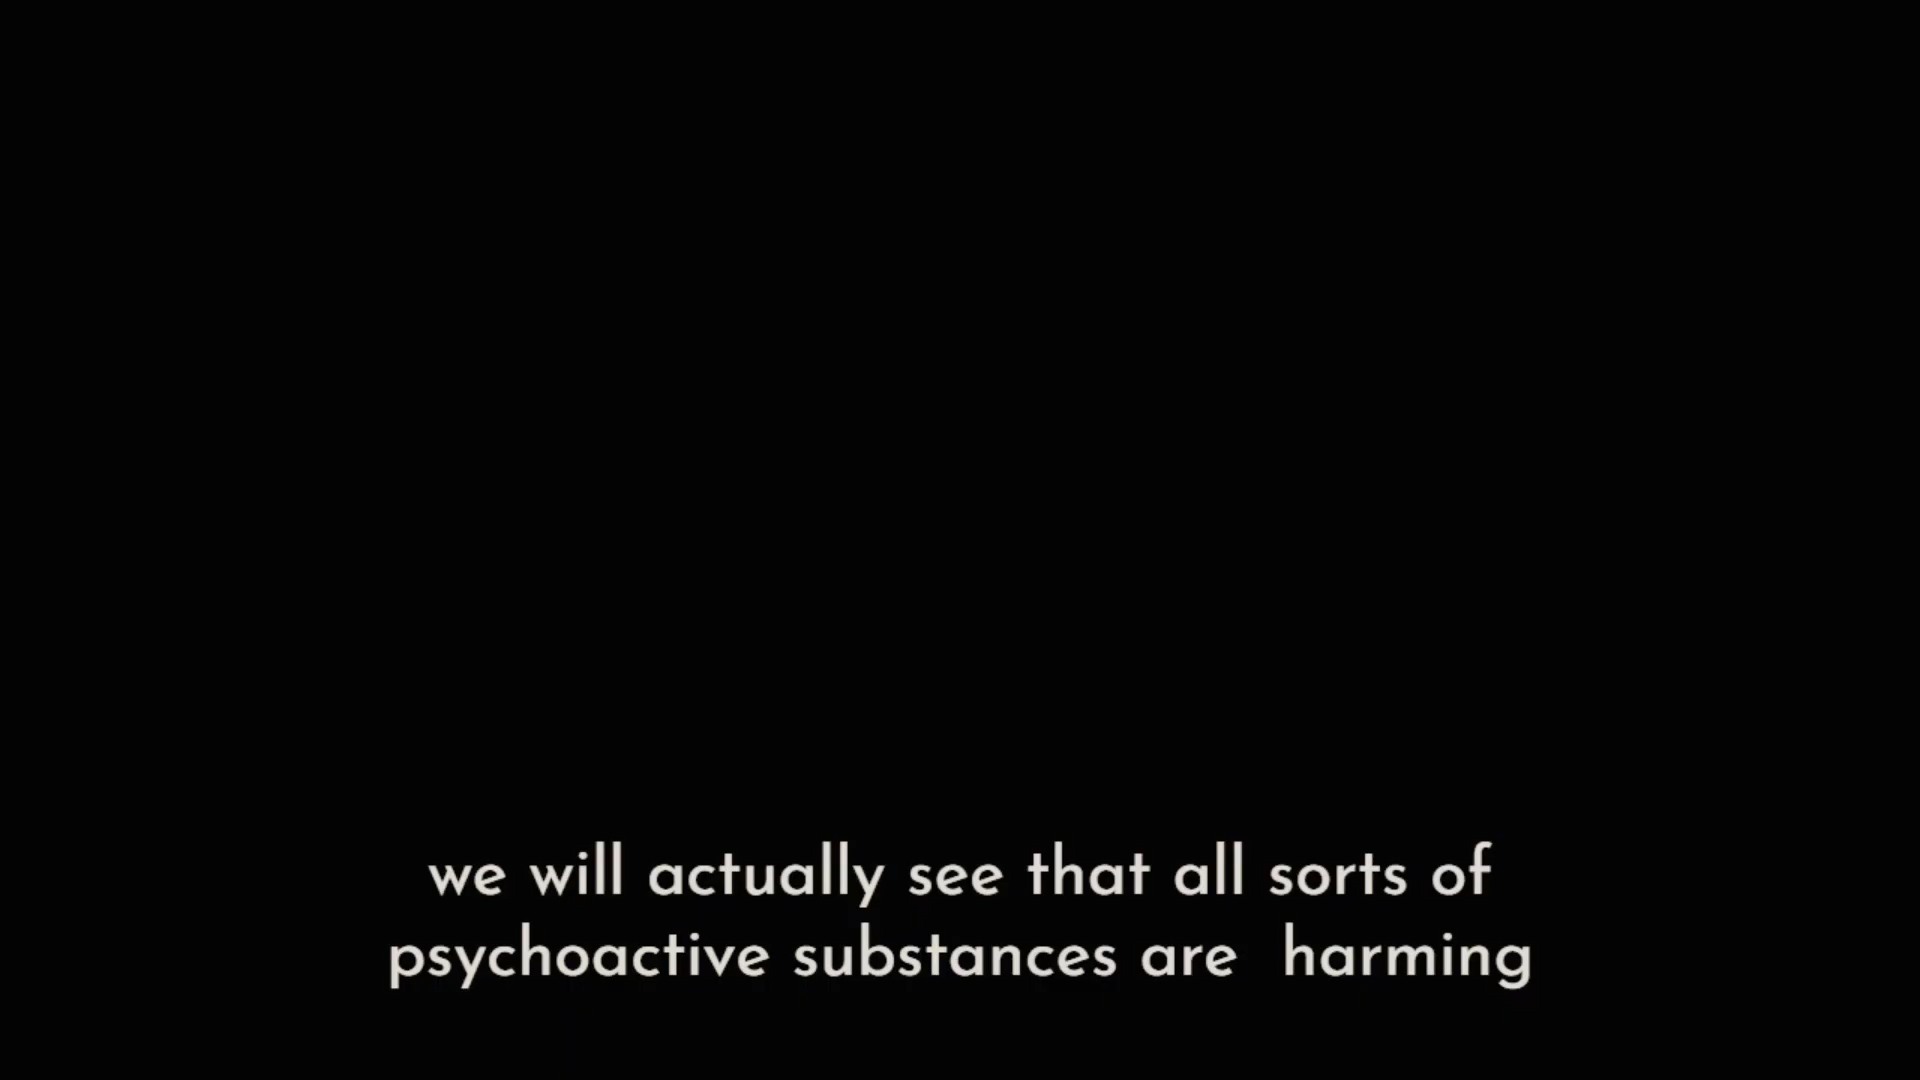 we will actually see that all sorts of
psychoactive substances are  harming